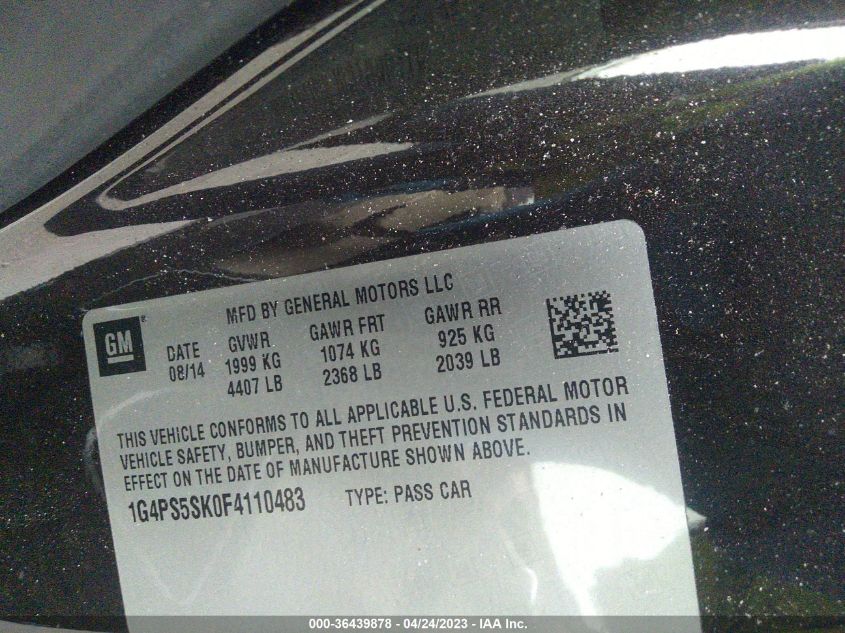 MFD BY GENERAL MOTORS LLC
GM®
DATE GVWR GAWR FRT GAWR RR
08/14 1999 KG 1074 KG 925 KG
4407 LB 2368 LB 2039 LB
THIS VEHICLE CONFORMS TO ALL APPLICABLE U.S. FEDERAL MOTOR
VEHICLE SAFETY, BUMPER, AND THEFT PREVENTION STANDARDS IN
EFFECT ON THE DATE OF MANUFACTURE SHOWN ABOVE.
1G4PS5SK0F4110483 TYPE: PASS CAR
000-36439878 - 04/24/2023 - IAA Inc.